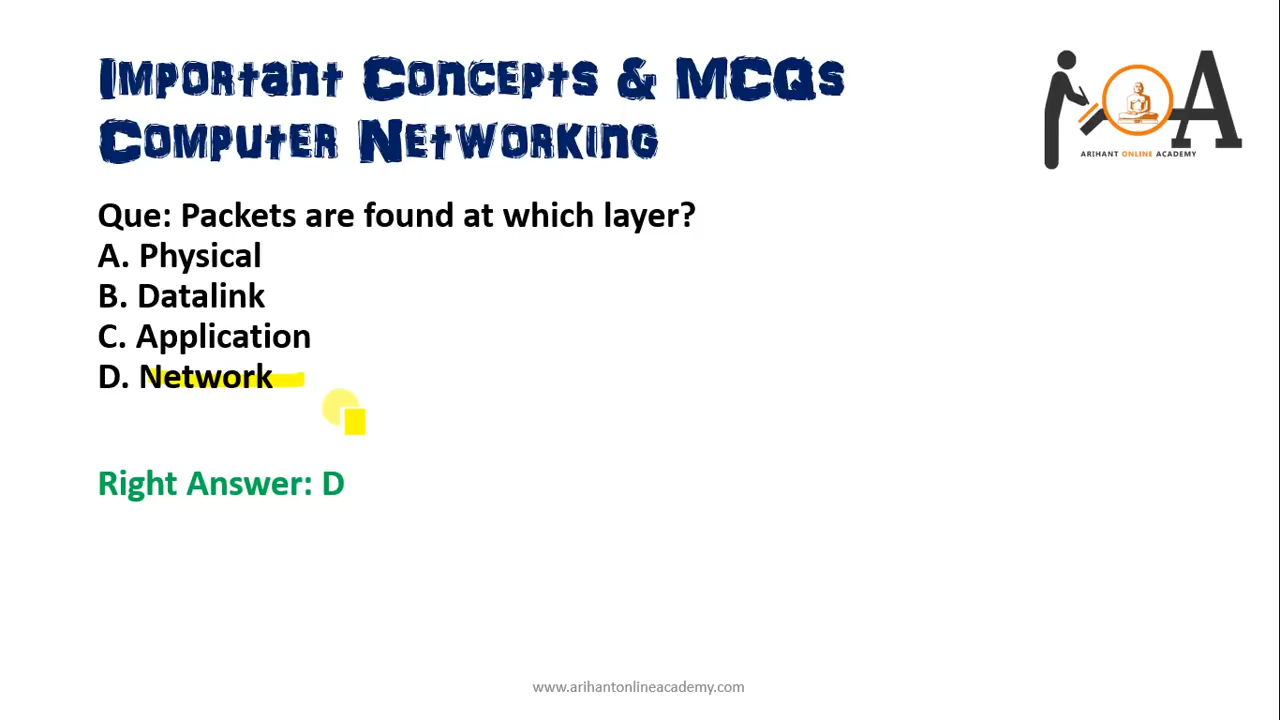 Important Concepts & MCQs
Computer Networking
ARIHANT ONLINE ACADEMY
Que: Packets are found at which layer?
A. Physical
B. Datalink
C. Application
D. Network
Right Answer: D
www.arihantonlineacademy.com